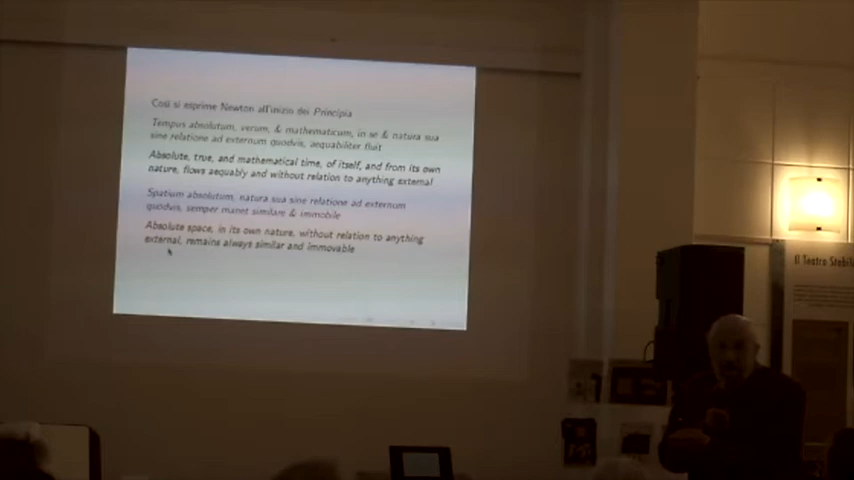 Così si esprime Newton all'inizio dei Principia
Tempus absolutum, verum, & mathematicum, in se & natura sua
sine relatione ad externum quodvis, aequabiliter fluit
Absolute, true, and mathematical time, of itself, and from its own
nature, flows aequably and without relation to anything external
Spatium absolutum, natura sua sine relatione ad externum
quodvis, semper manet similare & immobile
Absolute space, in its own nature, without relation to anything
external, remains always similar and immovable
Il Teatro Stabile